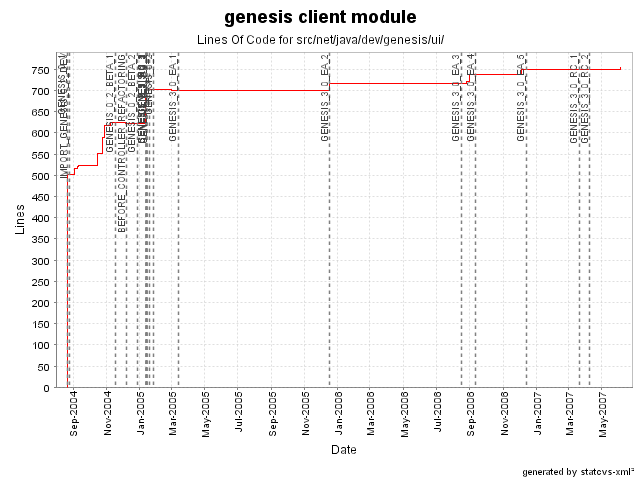 genesis client module
Lines Of Code for src/net/java/dev/genesis/ui/
Lines
750
700
650
600
550
500
450
400
350
300
250
200
150
100
50
0
GENESIS_0_2_BETA_1
BEFORE_CONTROLLER_REFACTORING
GENESIS_0_2_BETA_2
GENESIS_3_0_EA_1
GENESIS_3_0_EA_2
GENESIS_3_0_EA_3
GENESIS_3_0_EA_4
GENESIS_3_0_EA_5
GENESIS_3_0_RC_1
GENESIS_3_0_RC_2
Sep-2004
Nov-2004
Jan-2005
Mar-2005
May-2005
Jul-2005
Sep-2005
Nov-2005
Jan-2006
Mar-2006
May-2006
Jul-2006
Sep-2006
Nov-2006
Jan-2007
Mar-2007
May-2007
Date
generated by statcvs-xml²